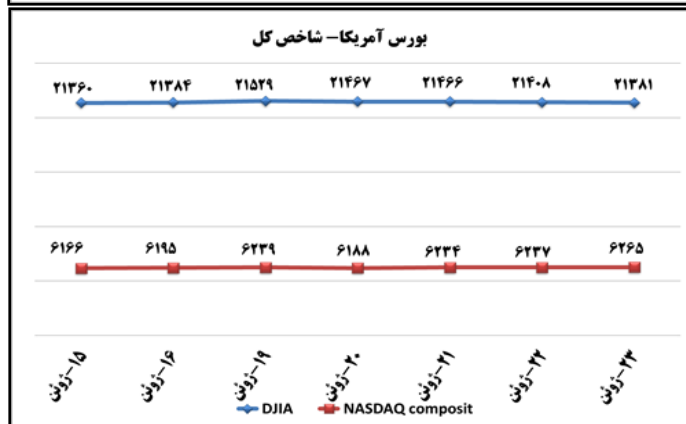 بورس آمریکا- شاخص کل
۲۱۳۶۰ ۲۱۳۸۴ ۲۱۵۲۹ ۲۱۴۶۷ ۲۱۴۶۶ ۲۱۴۰۸ ۲۱۳۸۱
۶۱۶۶ ۶۱۹۵ ۶۲۳۹ ۶۱۸۸ ۶۲۳۴ ۶۲۳۷ ۶۲۶۵
۱۵-ژوئن ۱۶-ژوئن ۱۹-ژوئن ۲۰-ژوئن ۲۱-ژوئن ۲۲-ژوئن ۲۳-ژوئن
DJIA NASDAQ composit